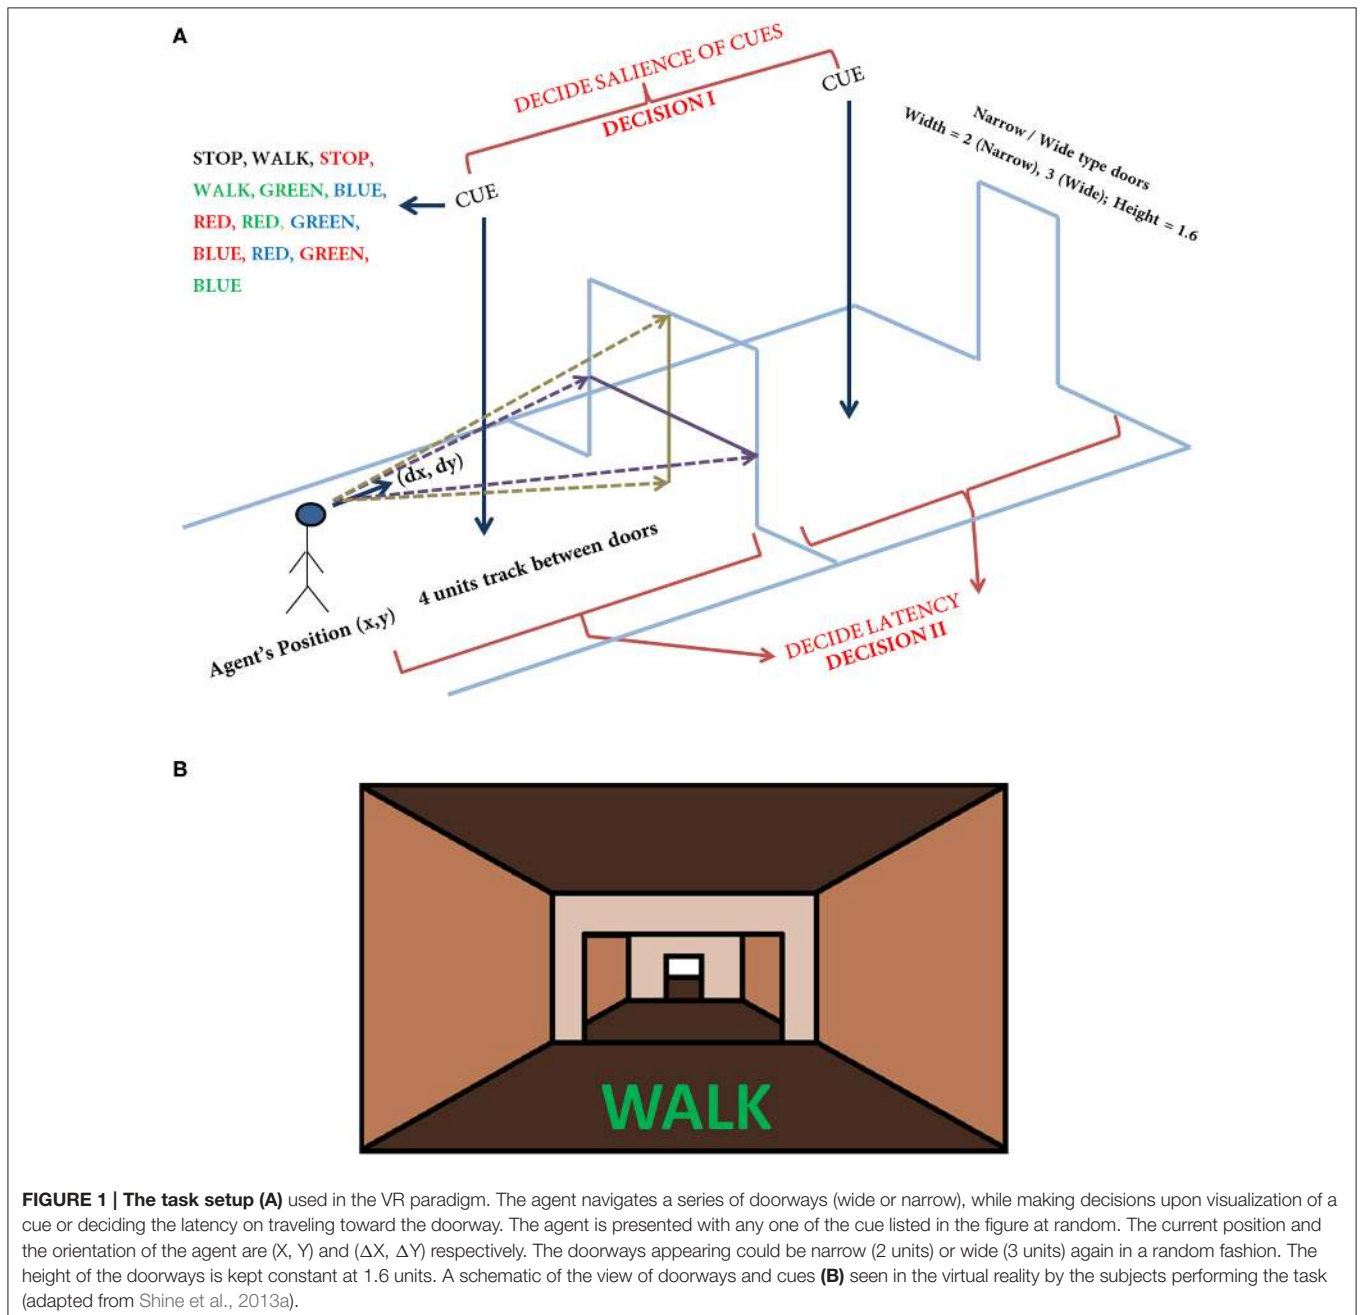 A
DECIDE SALIENCE OF CUES
DECISION I
CUE
Narrow / Wide type doors
Width = 2 (Narrow), 3 (Wide); Height = 1.6
STOP, WALK, STOP,
WALK, GREEN, BLUE,
RED, RED, GREEN,
BLUE, RED, GREEN,
BLUE
CUE
(dx, dy)
4 units track between doors
Agent's Position (x,y)
DECIDE LATENCY
DECISION II
B
WALK
FIGURE 1 | The task setup (A) used in the VR paradigm. The agent navigates a series of doorways (wide or narrow), while making decisions upon visualization of a
cue or deciding the latency on traveling toward the doorway. The agent is presented with any one of the cue listed in the figure at random. The current position and
the orientation of the agent are (X, Y) and (ΔX, ΔY) respectively. The doorways appearing could be narrow (2 units) or wide (3 units) again in a random fashion. The
height of the doorways is kept constant at 1.6 units. A schematic of the view of doorways and cues (B) seen in the virtual reality by the subjects performing the task
(adapted from Shine et al., 2013a).